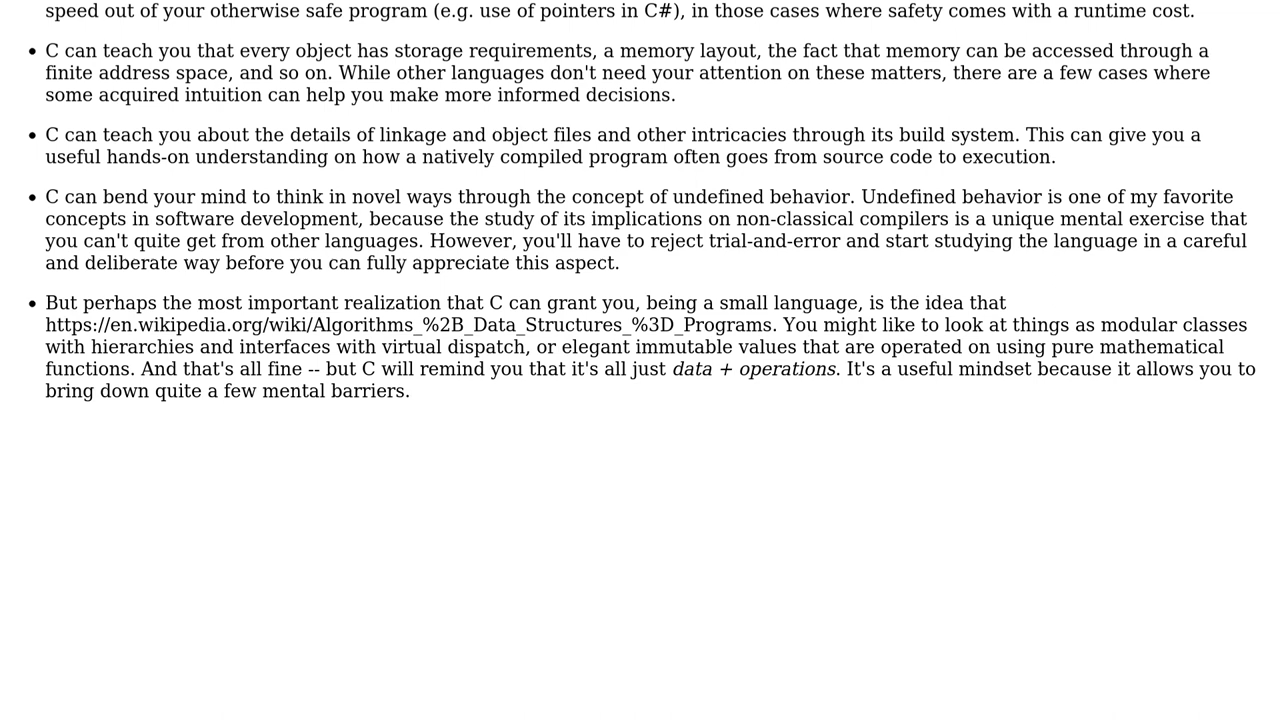 speed out of your otherwise safe program (e.g. use of pointers in C#), in those cases where safety comes with a runtime cost.
• C can teach you that every object has storage requirements, a memory layout, the fact that memory can be accessed through a
finite address space, and so on. While other languages don't need your attention on these matters, there are a few cases where
some acquired intuition can help you make more informed decisions.
• C can teach you about the details of linkage and object files and other intricacies through its build system. This can give you a
useful hands-on understanding on how a natively compiled program often goes from source code to execution.
• C can bend your mind to think in novel ways through the concept of undefined behavior. Undefined behavior is one of my favorite
concepts in software development, because the study of its implications on non-classical compilers is a unique mental exercise that
you can't quite get from other languages. However, you'll have to reject trial-and-error and start studying the language in a careful
and deliberate way before you can fully appreciate this aspect.
• But perhaps the most important realization that C can grant you, being a small language, is the idea that
https://en.wikipedia.org/wiki/Algorithms_%2B_Data_Structures_%3D_Programs. You might like to look at things as modular classes
with hierarchies and interfaces with virtual dispatch, or elegant immutable values that are operated on using pure mathematical
functions. And that's all fine -- but C will remind you that it's all just data + operations. It's a useful mindset because it allows you to
bring down quite a few mental barriers.